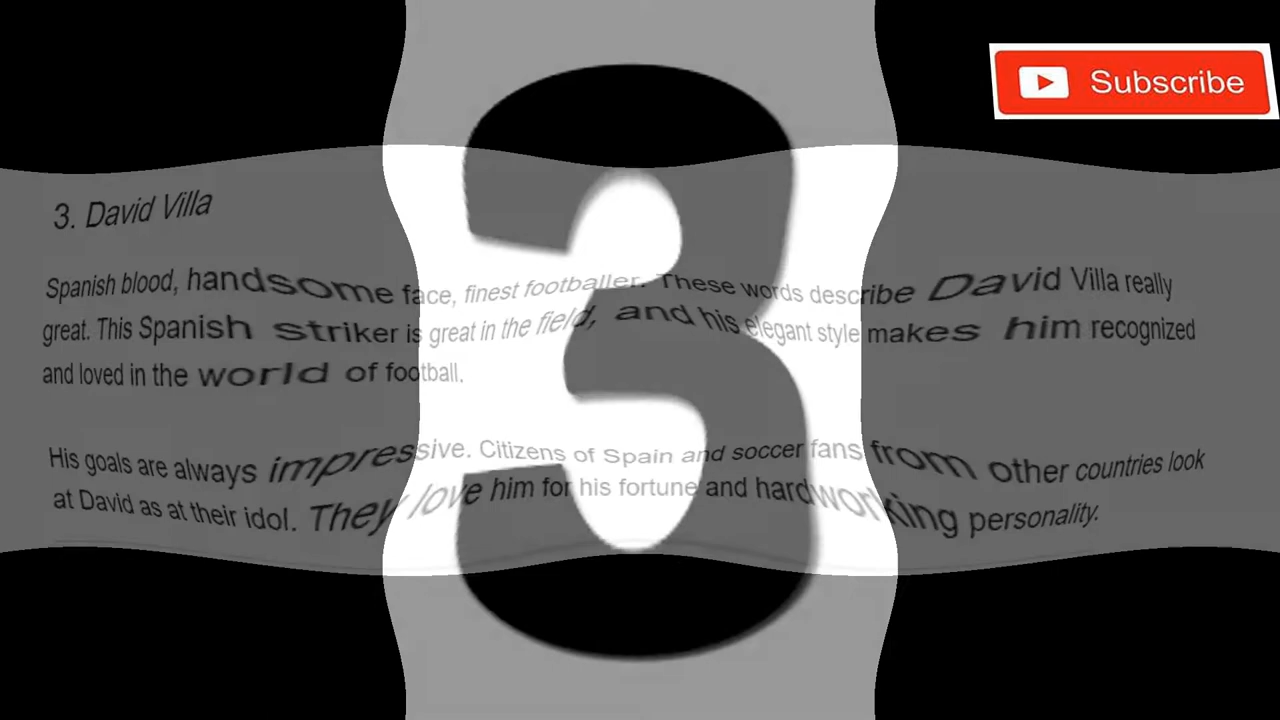 Subscribe
3
3. David Villa
Spanish blood, handsome face, finest footballer. These words describe David Villa really
great. This Spanish striker is great in the field, and his elegant style makes him recognized
and loved in the world of football.
His goals are always impressive. Citizens of Spain and soccer fans from other countries look
at David as at their idol. They love him for his fortune and hardworking personality.